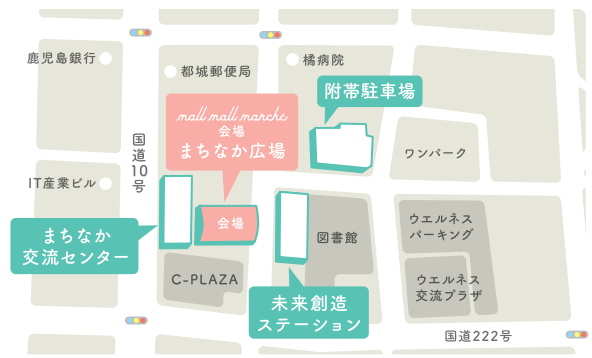 鹿児島銀行
都城郵便局
橘病院
附帯駐車場
mall mall marche
会場
まちなか広場
国道10号
ワンパーク
IT産業ビル
会場
まちなか
交流センター
図書館
ウエルネス
パーキング
C-PLAZA
ウエルネス
交流プラザ
未来創造
ステーション
国道222号